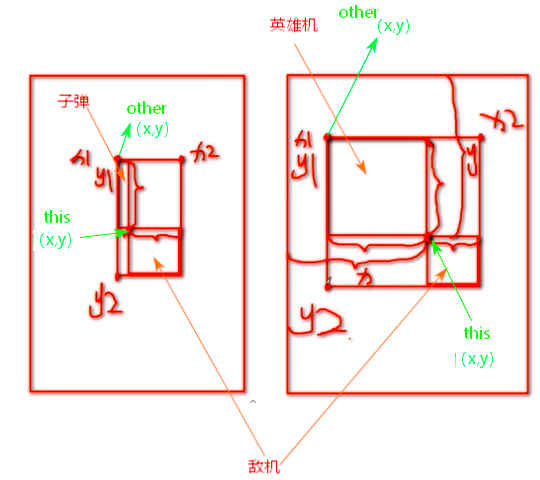 other
(x,y)
英雄机
子弹
other
(x,y)
x1
y1
x2
x1
y1
x2
y
this
(x,y)
x
y2
y2
this
(x,y)
敌机